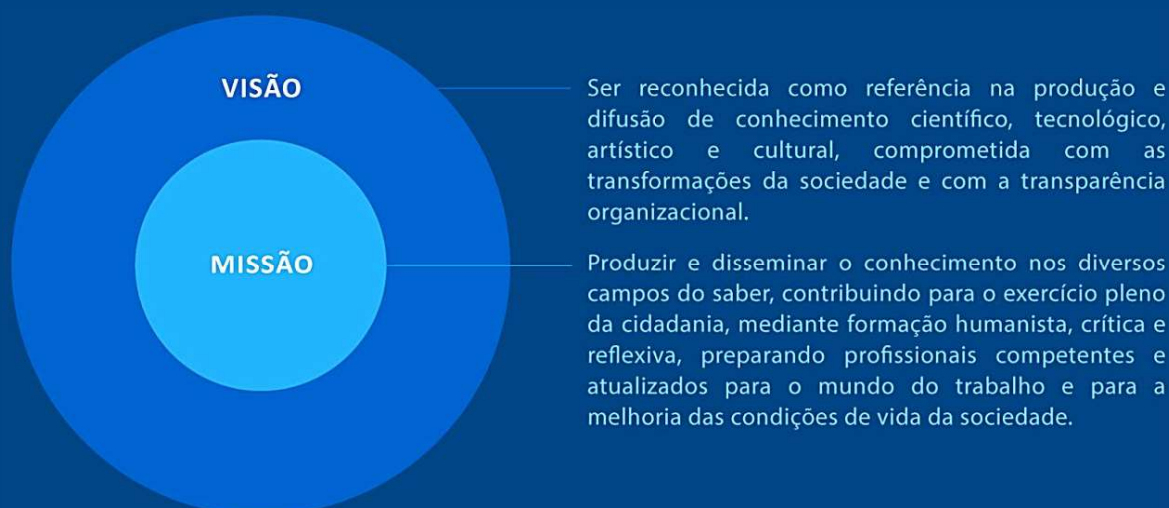 VISÃO
Ser reconhecida como referência na produção e
difusão de conhecimento científico, tecnológico,
artístico e cultural, comprometida com as
transformações da sociedade e com a transparência
organizacional.
MISSÃO
Produzir e disseminar o conhecimento nos diversos
campos do saber, contribuindo para o exercício pleno
da cidadania, mediante formação humanista, crítica e
reflexiva, preparando profissionais competentes e
atualizados para o mundo do trabalho e para a
melhoria das condições de vida da sociedade.